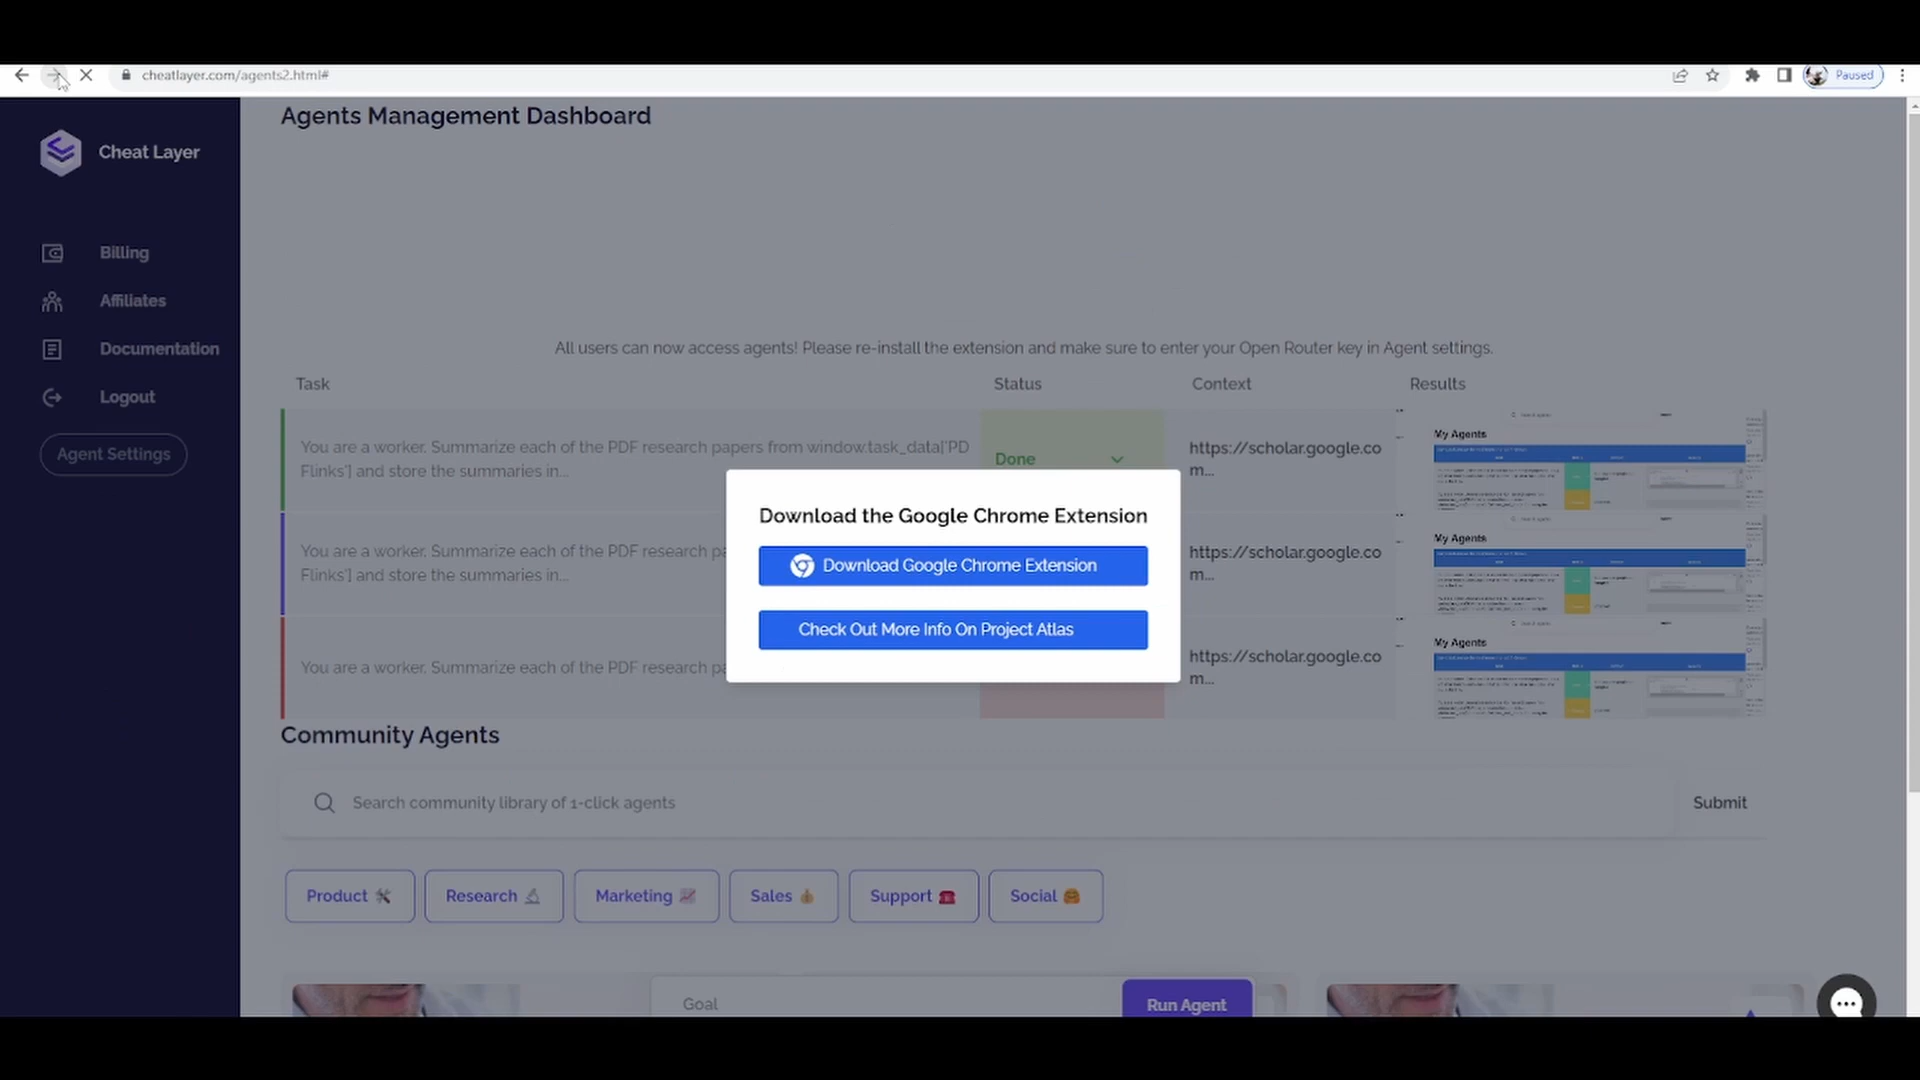 cheatlayer.com/agents2.html#
Paused
Agents Management Dashboard
Cheat Layer
Billing
Affiliates
Documentation
Logout
Agent Settings
All users can now access agents! Please re-install the extension and make sure to enter your Open Router key in Agent settings.
Task Status Context Results
You are a worker. Summarize each of the PDF research papers from window.task_data['PD
Flinks'] and store the summaries in...
Done
https://scholar.google.co
m...
My Agents
You are a worker. Summarize each of the PDF research pa
Flinks'] and store the summaries in...
https://scholar.google.co
m...
My Agents
You are a worker. Summarize each of the PDF research pa
https://scholar.google.co
m...
My Agents
Download the Google Chrome Extension
Download Google Chrome Extension
Check Out More Info On Project Atlas
Community Agents
Search community library of 1-click agents
Submit
Product
Research
Marketing
Sales
Support
Social
Goal
Run Agent